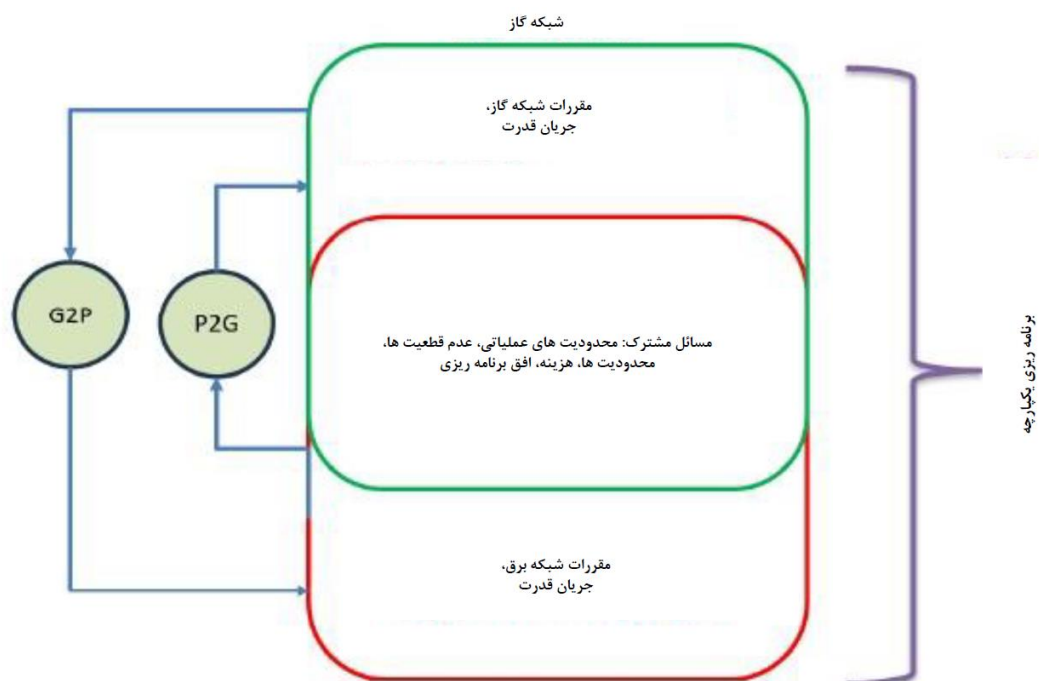 شبکه گاز
مقررات شبکه گاز،
جریان قدرت
G2P
P2G
مسائل مشترک: محدودیت های عملیاتی، عدم قطعیت ها،
محدودیت ها، هزینه، افق برنامه ریزی
برنامه ریزی یکپارچه
مقررات شبکه برق،
جریان قدرت